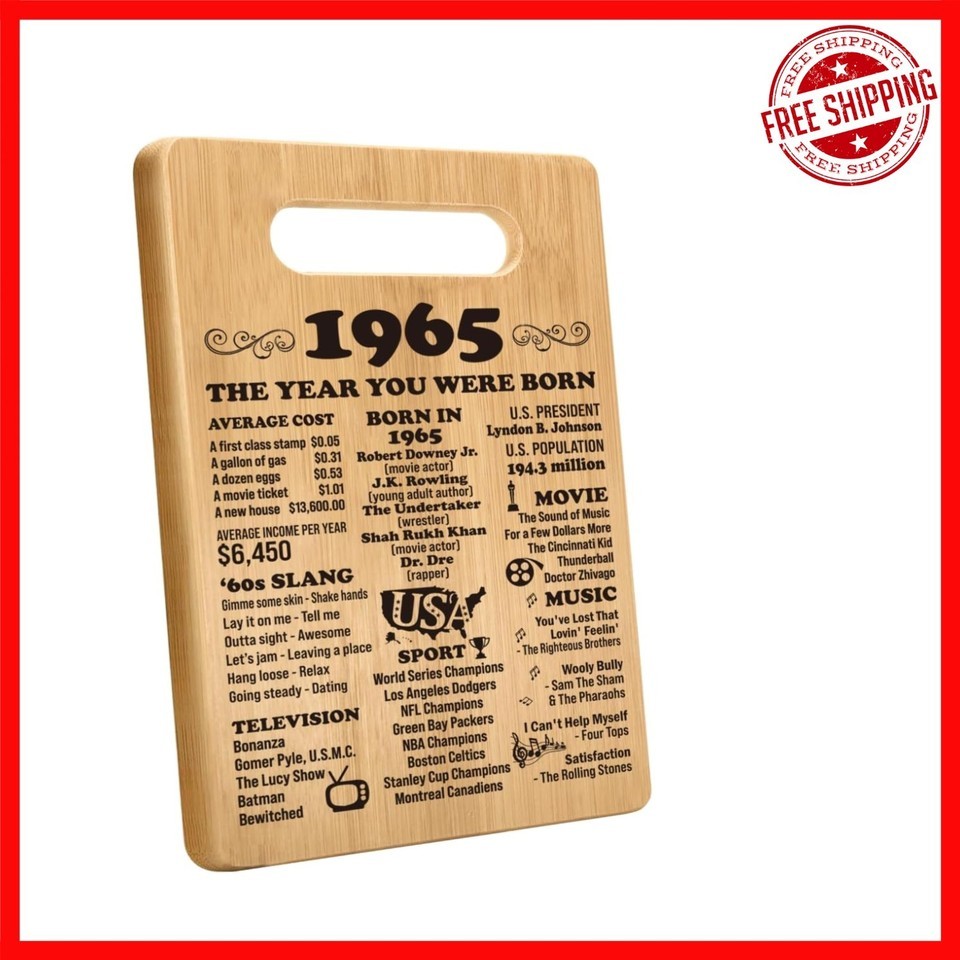 FREE SHIPPING
FREE SHIPPING
FREE SHIPPING
1965
THE YEAR YOU WERE BORN
AVERAGE COST
A first class stamp $0.05
A gallon of gas $0.31
A dozen eggs $0.53
A movie ticket $1.01
A new house $13,600.00
AVERAGE INCOME PER YEAR
$6,450
‘60s SLANG
Gimme some skin - Shake hands
Lay it on me - Tell me
Outta sight - Awesome
Let's jam - Leaving a place
Hang loose - Relax
Going steady - Dating
TELEVISION
Bonanza
Gomer Pyle, U.S.M.C.
The Lucy Show
Batman
Bewitched
BORN IN
1965
Robert Downey Jr.
(movie actor)
J.K. Rowling
(young adult author)
The Undertaker
(wrestler)
Shah Rukh Khan
(movie actor)
Dr. Dre
(rapper)
USA
SPORT
World Series Champions
Los Angeles Dodgers
NFL Champions
Green Bay Packers
NBA Champions
Boston Celtics
Stanley Cup Champions
Montreal Canadiens
U.S. PRESIDENT
Lyndon B. Johnson
U.S. POPULATION
194.3 million
MOVIE
The Sound of Music
For a Few Dollars More
The Cincinnati Kid
Thunderball
Doctor Zhivago
MUSIC
You've Lost That
Lovin' Feelin'
- The Righteous Brothers
Wooly Bully
- Sam The Sham
& The Pharaohs
I Can't Help Myself
- Four Tops
Satisfaction
- The Rolling Stones